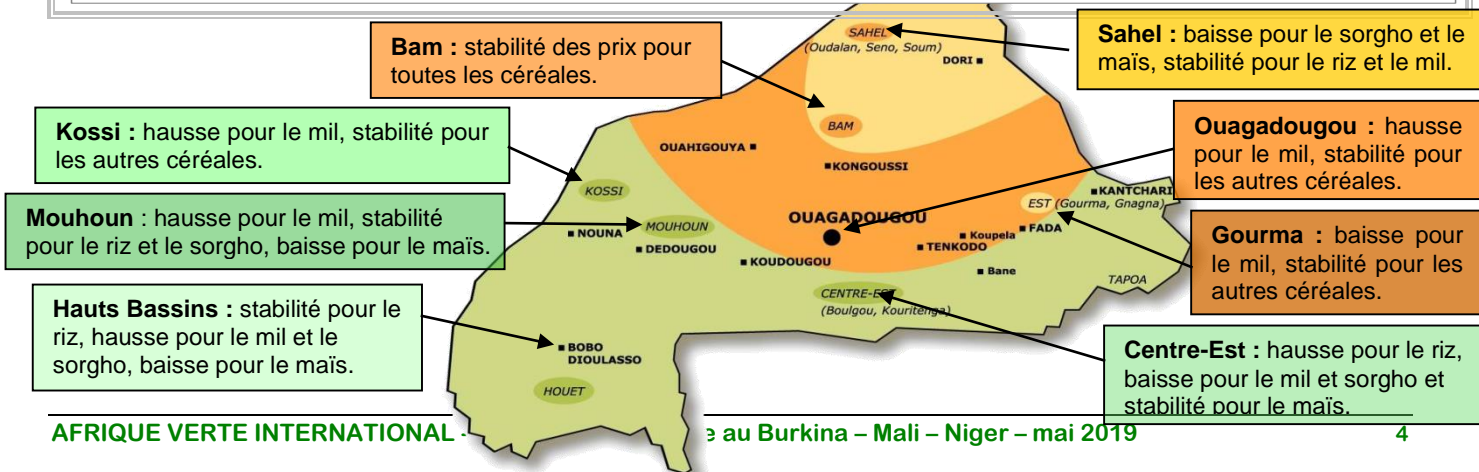 Bam : stabilité des prix pour
toutes les céréales.
Sahel : baisse pour le sorgho et le
maïs, stabilité pour le riz et le mil.
Kossi : hausse pour le mil, stabilité pour
les autres céréales.
Ouagadougou : hausse
pour le mil, stabilité pour
les autres céréales.
Mouhoun : hausse pour le mil, stabilité
pour le riz et le sorgho, baisse pour le maïs.
Gourma : baisse pour
le mil, stabilité pour les
autres céréales.
Hauts Bassins : stabilité pour le
riz, hausse pour le mil et le
sorgho, baisse pour le maïs.
Centre-Est : hausse pour le riz,
baisse pour le mil et sorgho et
stabilité pour le maïs.
SAHEL
(Oudalan, Seno, Soum)
DORI
BAM
OUAHIGOUYA
KONGOUSSI
KOSSI
KANTCHARI
EST (Gourma, Gnagna)
OUAGADOUGOU
MOUHOUN
NOUNA
FADA
Koupela
DEDOUGOU
TENKODO
KOUDOUGOU
Bane
TAPOA
CENTRE-EST
(Boulgou, Kouritenga)
BOBO
DIOULASSO
HOUET
AFRIQUE VERTE INTERNATIONAL - e au Burkina – Mali – Niger – mai 2019 4